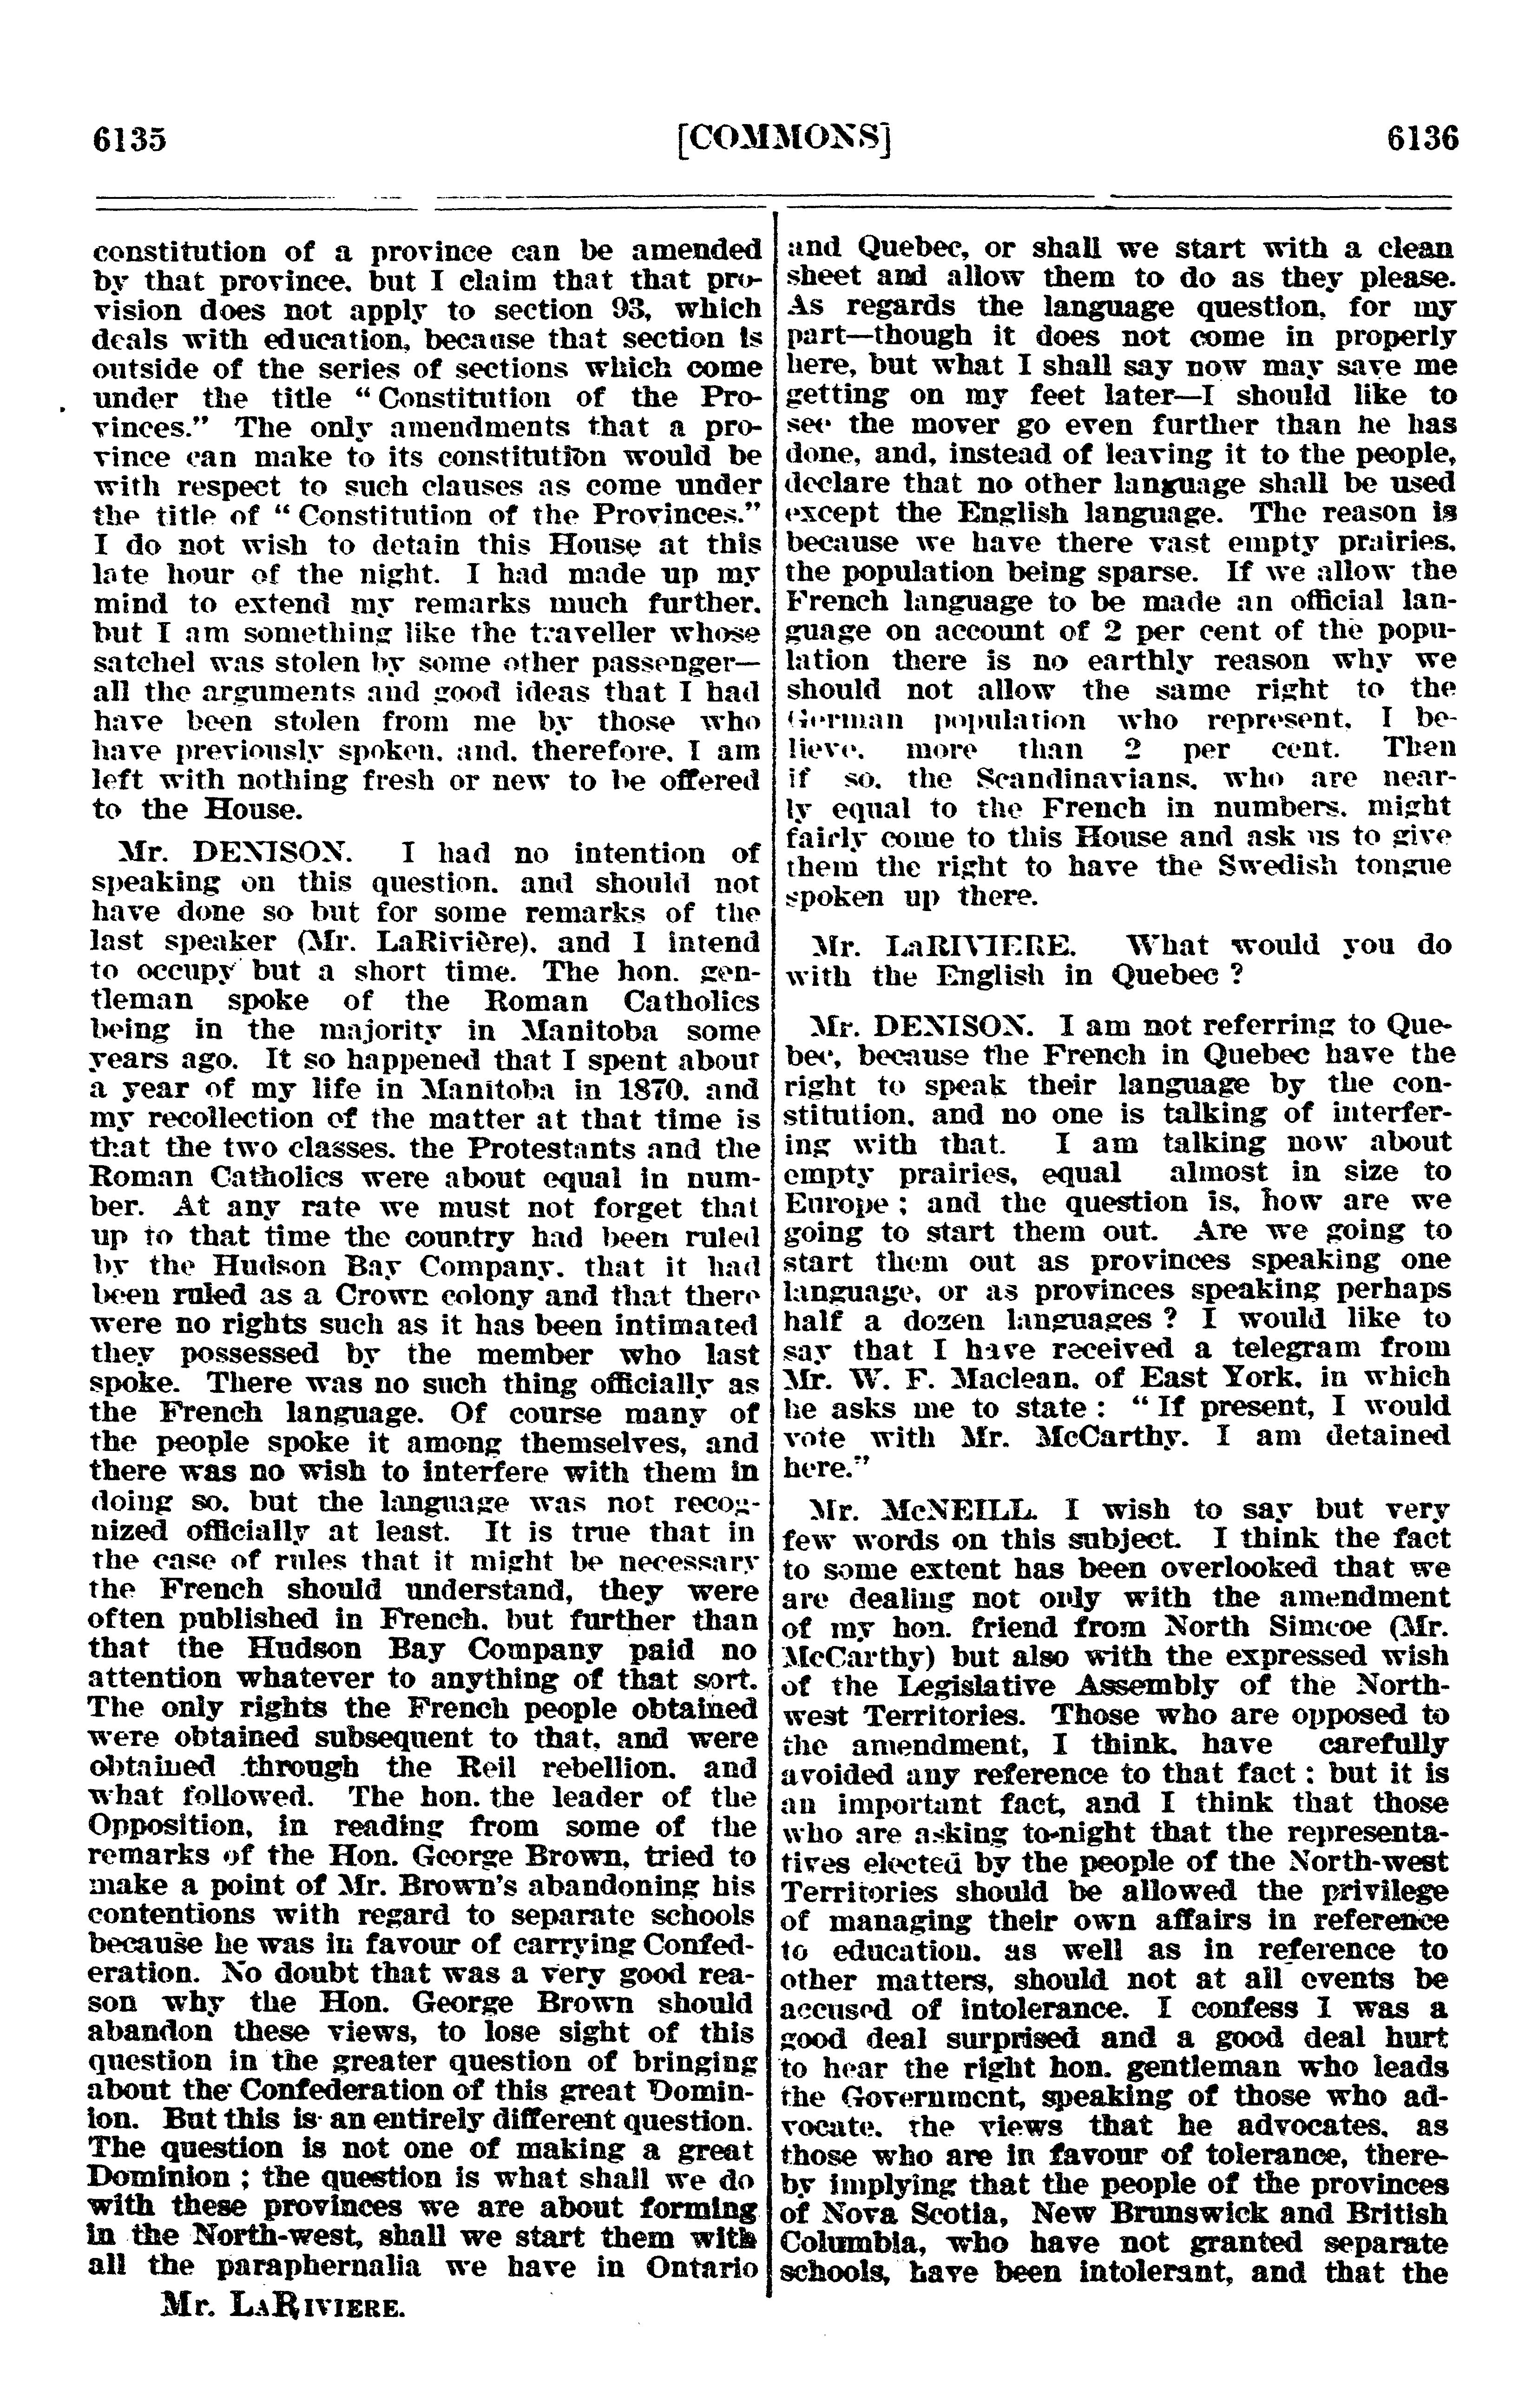 6135 [COMMONS] 6136
constitution of a province can be amended
by that province, but I claim that that pro-
vision does not apply to section 93, which
deals with education, because that section is
outside of the series of sections which come
under the title "Constitution of the Pro-
vinces." The only amendments that a pro-
vince can make to its constitution would be
with respect to such clauses as come under
the title of "Constitution of the Provinces."
I do not wish to detain this House at this
late hour of the night. I had made up my
mind to extend my remarks much further,
but I am something like the traveller whose
satchel was stolen by some other passenger—
all the arguments and good ideas that I had
have been stolen from me by those who
have previously spoken, and, therefore, I am
left with nothing fresh or new to be offered
to the House.
Mr. DENISON. I had no intention of
speaking on this question, and should not
have done so but for some remarks of the
last speaker (Mr. LaRivière), and I intend
to occupy but a short time. The hon. gen-
tleman spoke of the Roman Catholics
being in the majority in Manitoba some
years ago. It so happened that I spent about
a year of my life in Manitoba in 1870, and
my recollection of the matter at that time is
that the two classes, the Protestants and the
Roman Catholics were about equal in num-
ber. At any rate we must not forget that
up to that time the country had been ruled
by the Hudson Bay Company, that it had
been ruled as a Crown colony and that there
were no rights such as it has been intimated
they possessed by the member who last
spoke. There was no such thing officially as
the French language. Of course many of
the people spoke it among themselves, and
there was no wish to interfere with them in
doing so, but the language was not recog-
nized officially at least. It is true that in
the case of rules that it might be necessary
the French should understand, they were
often published in French, but further than
that the Hudson Bay Company paid no
attention whatever to anything of that sort.
The only rights the French people obtained
were obtained subsequent to that, and were
obtained through the Reil rebellion, and
what followed. The hon. the leader of the
Opposition, in reading from some of the
remarks of the Hon. George Brown, tried to
make a point of Mr. Brown's abandoning his
contentions with regard to separate schools
because he was in favour of carrying Confed-
eration. No doubt that was a very good rea-
son why the Hon. George Brown should
abandon these views, to lose sight of this
question in the greater question of bringing
about the Confederation of this great Domin-
ion. But this is an entirely different question.
The question is not one of making a great
Dominion; the question is what shall we do
with these provinces we are about forming
in the North-west, shall we start them with
all the paraphernalia we have in Ontario
Mr. LARIVIERE.
and Quebec, or shall we start with a clean
sheet and allow them to do as they please.
As regards the language question, for my
part—though it does not come in properly
here, but what I shall say now may save me
getting on my feet later—I should like to
see the mover go even further than he has
done, and, instead of leaving it to the people,
declare that no other language shall be used
except the English language. The reason is
because we have there vast empty prairies,
the population being sparse. If we allow the
French language to be made an official lan-
guage on account of 2 per cent of the popu-
lation there is no earthly reason why we
should not allow the same right to the
German population who represent, I be-
lieve, more than 2 per cent. Then
if so, the Scandinavians, who are near-
ly equal to the French in numbers, might
fairly come to this House and ask us to give
them the right to have the Swedish tongue
spoken up there.
Mr. LaRIVIERE. What would you do
with the English in Quebec?
Mr. DENISON. I am not referring to Que-
bec, because the French in Quebec have the
right to speak their language by the con-
stitution, and no one is talking of interfer-
ing with that. I am talking now about
empty prairies, equal almost in size to
Europe; and the question is, how are we
going to start them out. Are we going to
start them out as provinces speaking one
language, or as provinces speaking perhaps
half a dozen languages? I would like to
say that I have received a telegram from
Mr. W. F. Maclean, of East York, in which
he asks me to state: "If present, I would
vote with Mr. McCarthy. I am detained
here."
Mr. McNEILL. I wish to say but very
few words on this subject. I think the fact
to some extent has been overlooked that we
are dealing not only with the amendment
of my hon. friend from North Simcoe (Mr.
McCarthy) but also with the expressed wish
of the Legislative Assembly of the North-
west Territories. Those who are opposed to
the amendment, I think, have carefully
avoided any reference to that fact: but it is
an important fact, and I think that those
who are asking to-night that the representa-
tives elected by the people of the North-west
Territories should be allowed the privilege
of managing their own affairs in reference
to education, as well as in reference to
other matters, should not at all events be
accused of intolerance. I confess I was a
good deal surprised and a good deal hurt
to hear the right hon. gentleman who leads
the Government, speaking of those who ad-
vocate, the views that he advocates, as
those who are in favour of tolerance, there-
by implying that the people of the provinces
of Nova Scotia, New Brunswick and British
Columbia, who have not granted separate
schools, have been intolerant, and that the